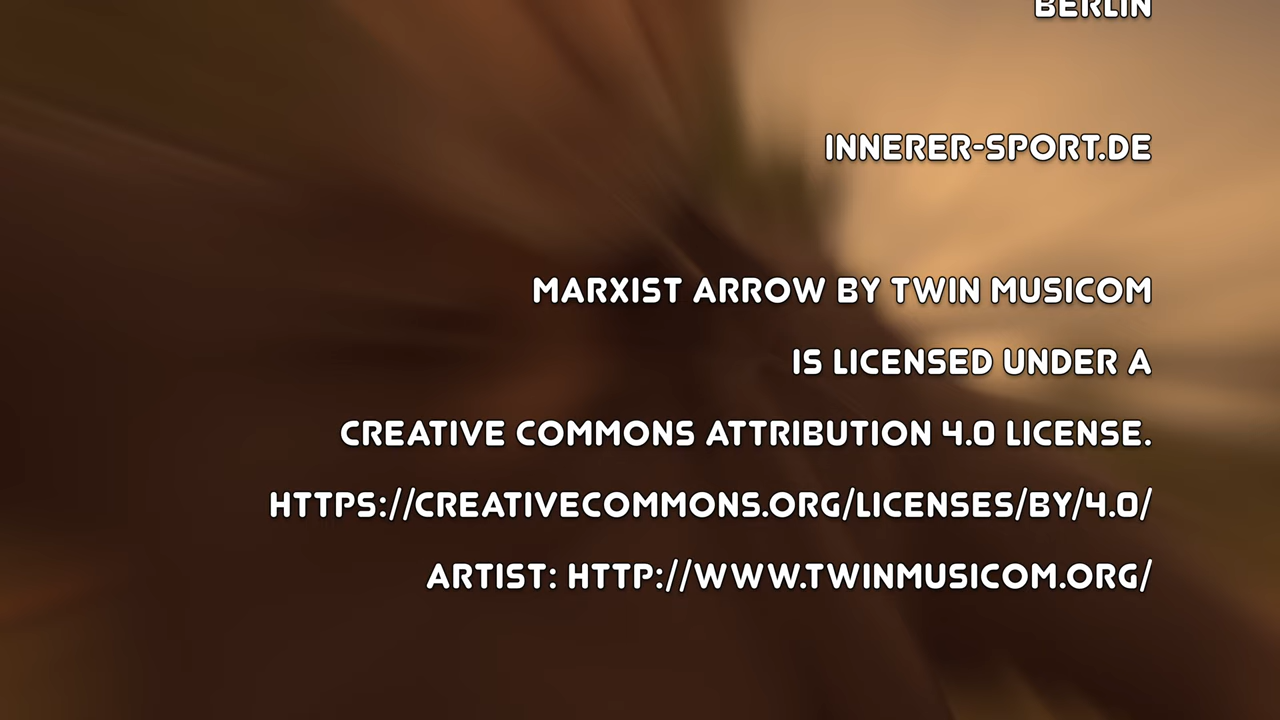 BERLIN
INNERER-SPORT.DE
MARXIST ARROW BY TWIN MUSICOM
IS LICENSED UNDER A
CREATIVE COMMONS ATTRIBUTION 4.0 LICENSE.
HTTPS://CREATIVECOMMONS.ORG/LICENSES/BY/4.0/
ARTIST: HTTP://WWW.TWINMUSICOM.ORG/